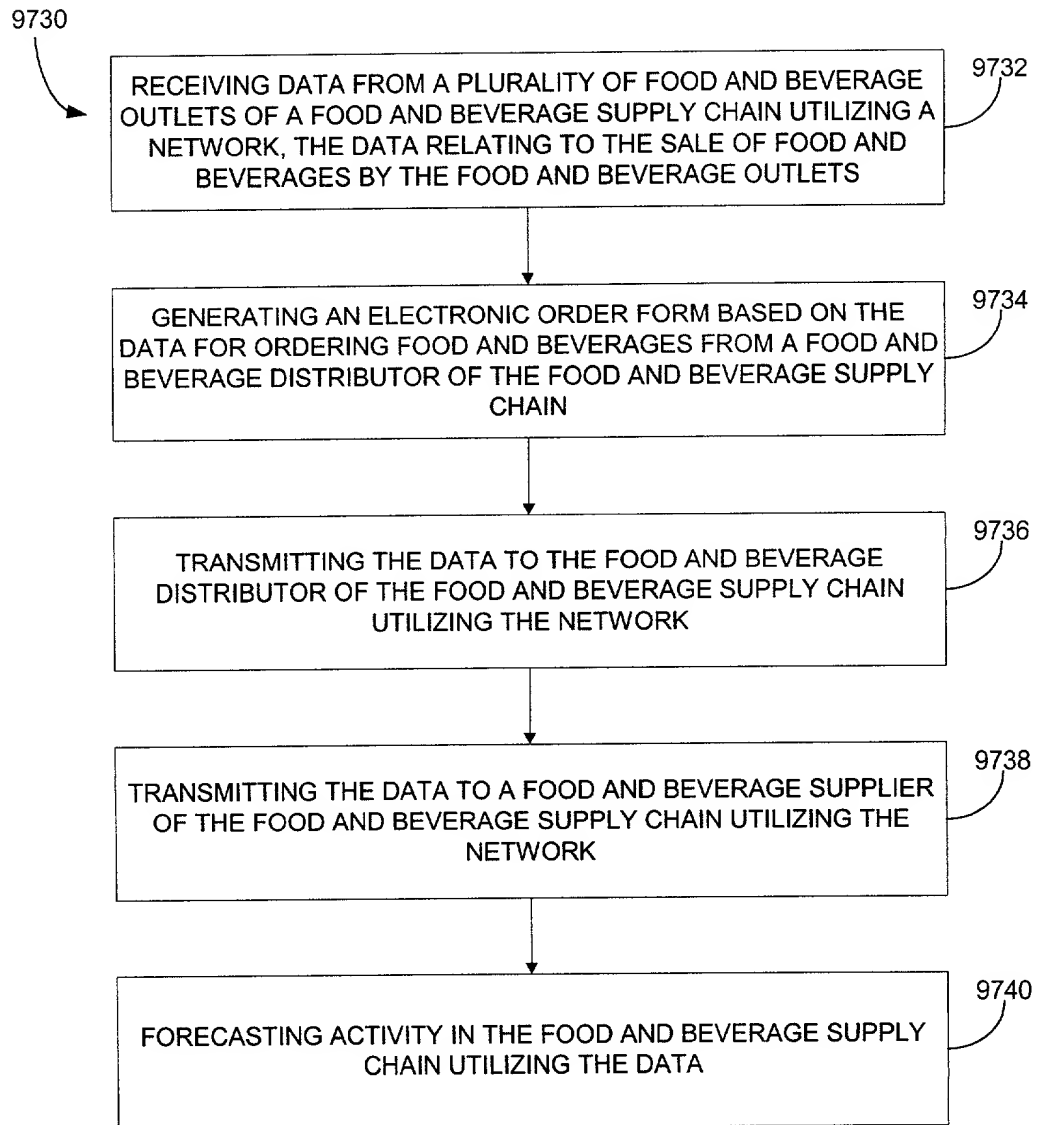 9730
RECEIVING DATA FROM A PLURALITY OF FOOD AND BEVERAGE
OUTLETS OF A FOOD AND BEVERAGE SUPPLY CHAIN UTILIZING A
NETWORK, THE DATA RELATING TO THE SALE OF FOOD AND
BEVERAGES BY THE FOOD AND BEVERAGE OUTLETS
9732
GENERATING AN ELECTRONIC ORDER FORM BASED ON THE
DATA FOR ORDERING FOOD AND BEVERAGES FROM A FOOD AND
BEVERAGE DISTRIBUTOR OF THE FOOD AND BEVERAGE SUPPLY
CHAIN
9734
TRANSMITTING THE DATA TO THE FOOD AND BEVERAGE
DISTRIBUTOR OF THE FOOD AND BEVERAGE SUPPLY CHAIN
UTILIZING THE NETWORK
9736
TRANSMITTING THE DATA TO A FOOD AND BEVERAGE SUPPLIER
OF THE FOOD AND BEVERAGE SUPPLY CHAIN UTILIZING THE
NETWORK
9738
FORECASTING ACTIVITY IN THE FOOD AND BEVERAGE SUPPLY
CHAIN UTILIZING THE DATA
9740